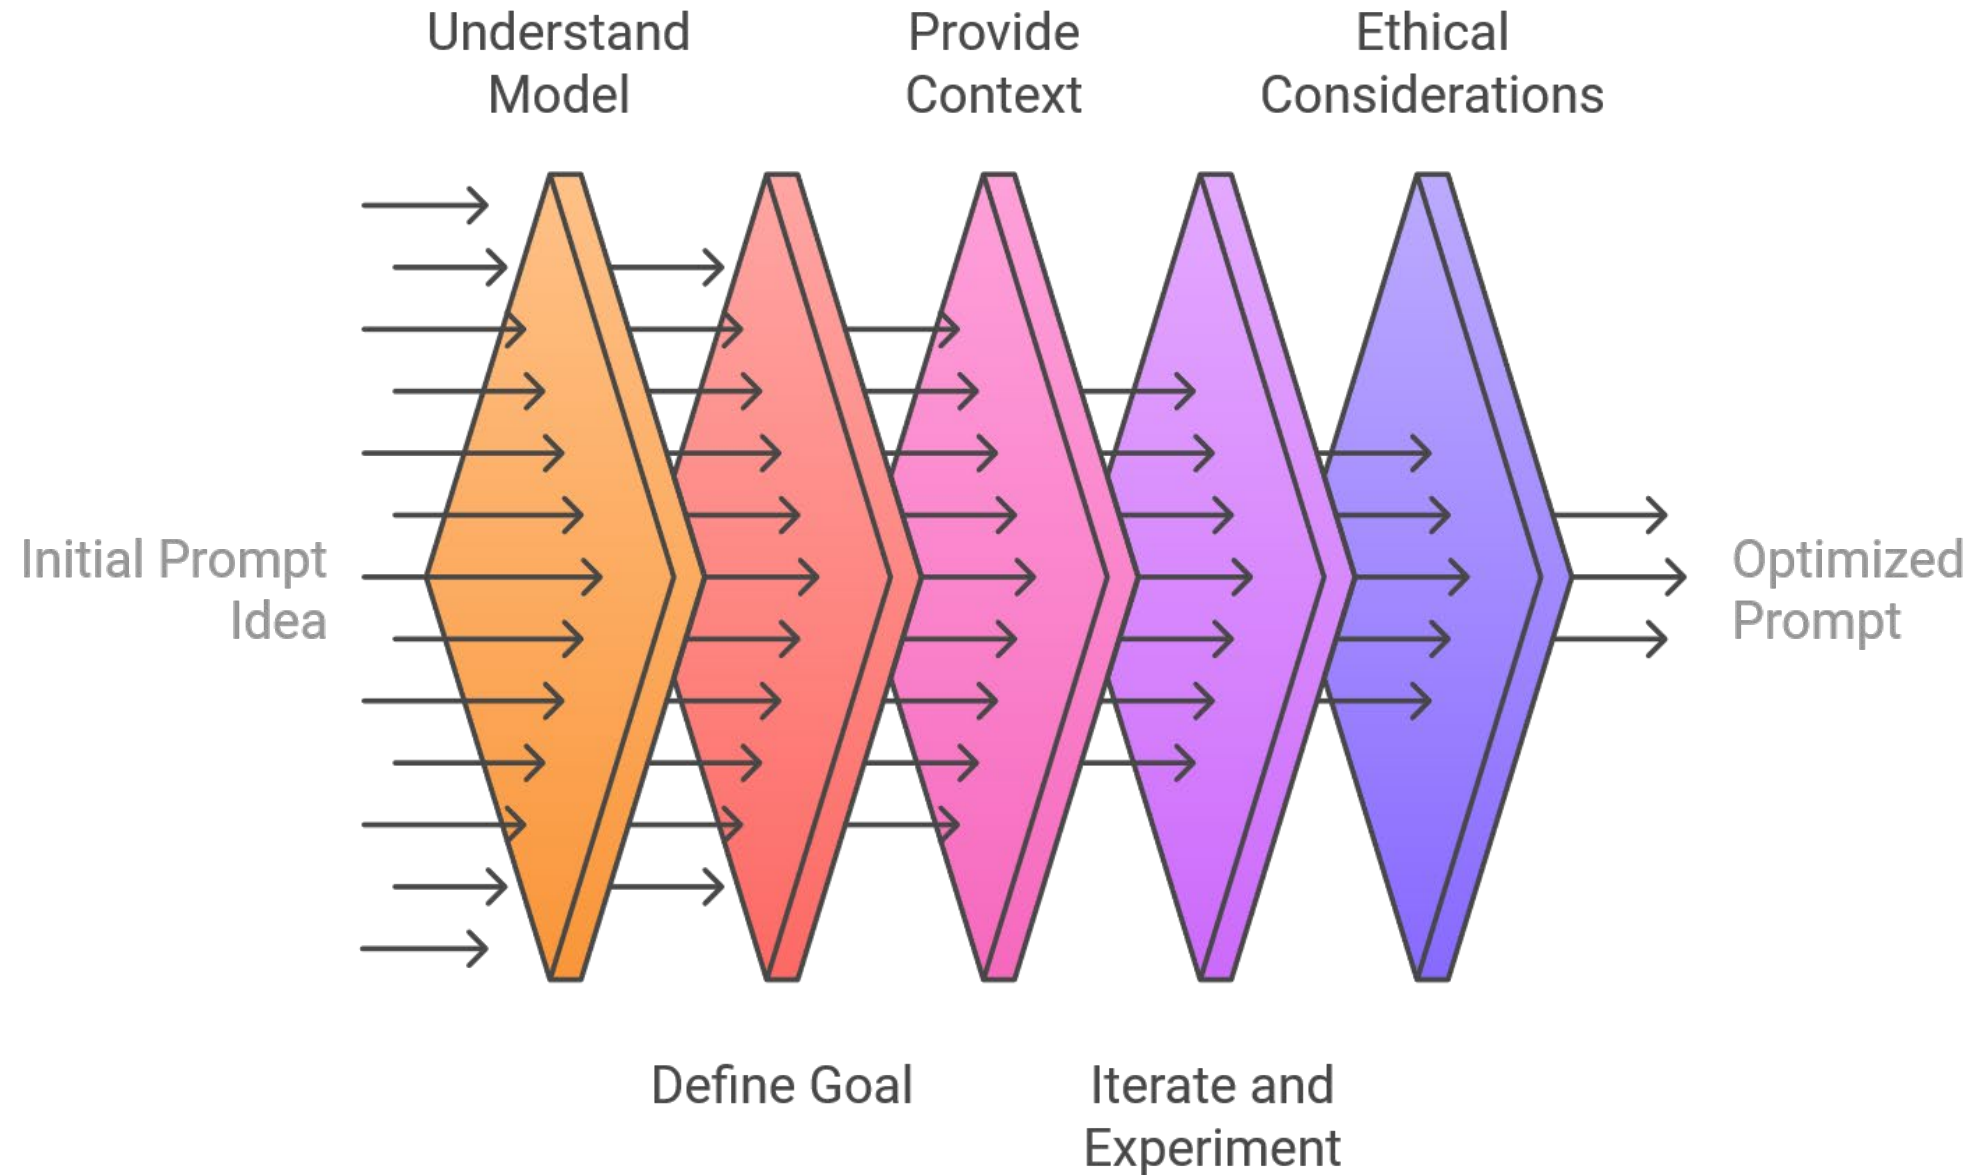 Understand
Model
Provide
Context
Ethical
Considerations
Initial Prompt
Idea
Optimized
Prompt
Define Goal
Iterate and
Experiment